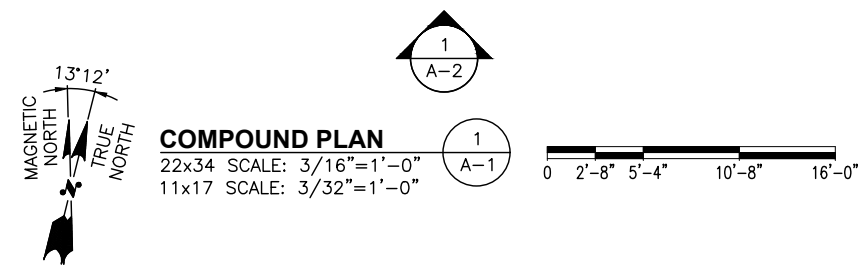 1
A-2
13°12'
MAGNETIC NORTH
TRUE NORTH
N
COMPOUND PLAN
22x34 SCALE: 3/16"=1'-0"
11x17 SCALE: 3/32"=1'-0"
1
A-1
0 2'-8" 5'-4" 10'-8" 16'-0"